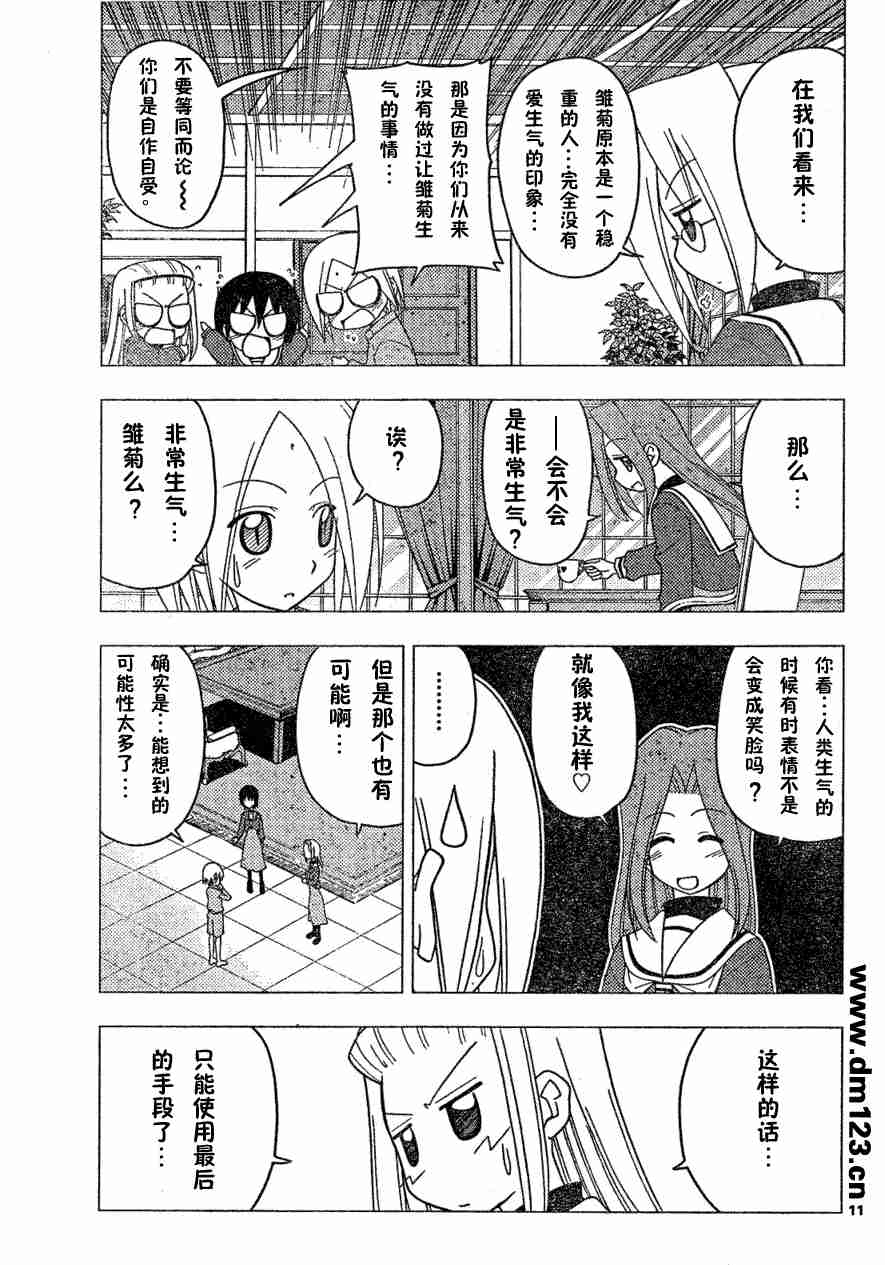 在我们看来…
雏菊原本是一个稳
重的人…完全没有
爱生气的印象…
那是因为你们从来
没有做过让雏菊生
气的事情…
不要等同而论～
你们是自作自受。
那么…
——会不会
是非常生气？
诶？
非常生气…
雏菊么？
你看…人类生气的
时候有时表情不是
会变成笑脸吗？
就像我这样♡
………
但是那个也有
可能啊…
确实是…能想到的
可能性太多了…
这样的话…
只能使用最后
的手段了…
www.dm123.cn
11